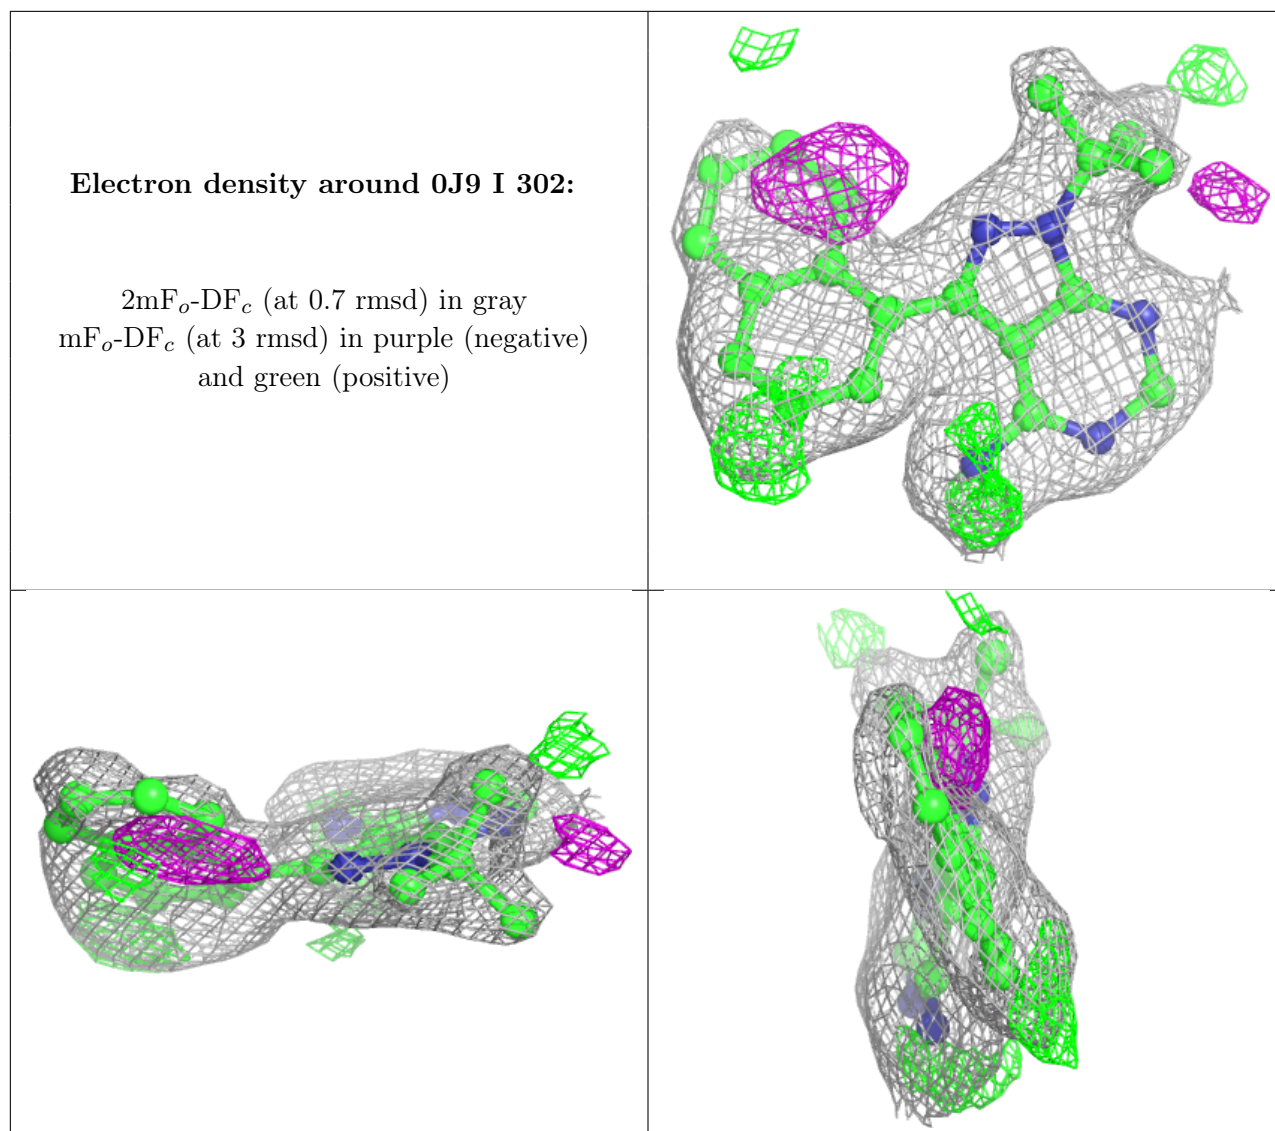 Electron density around 0J9 I 302:
2mFo-DFc (at 0.7 rmsd) in gray
mFo-DFc (at 3 rmsd) in purple (negative)
and green (positive)